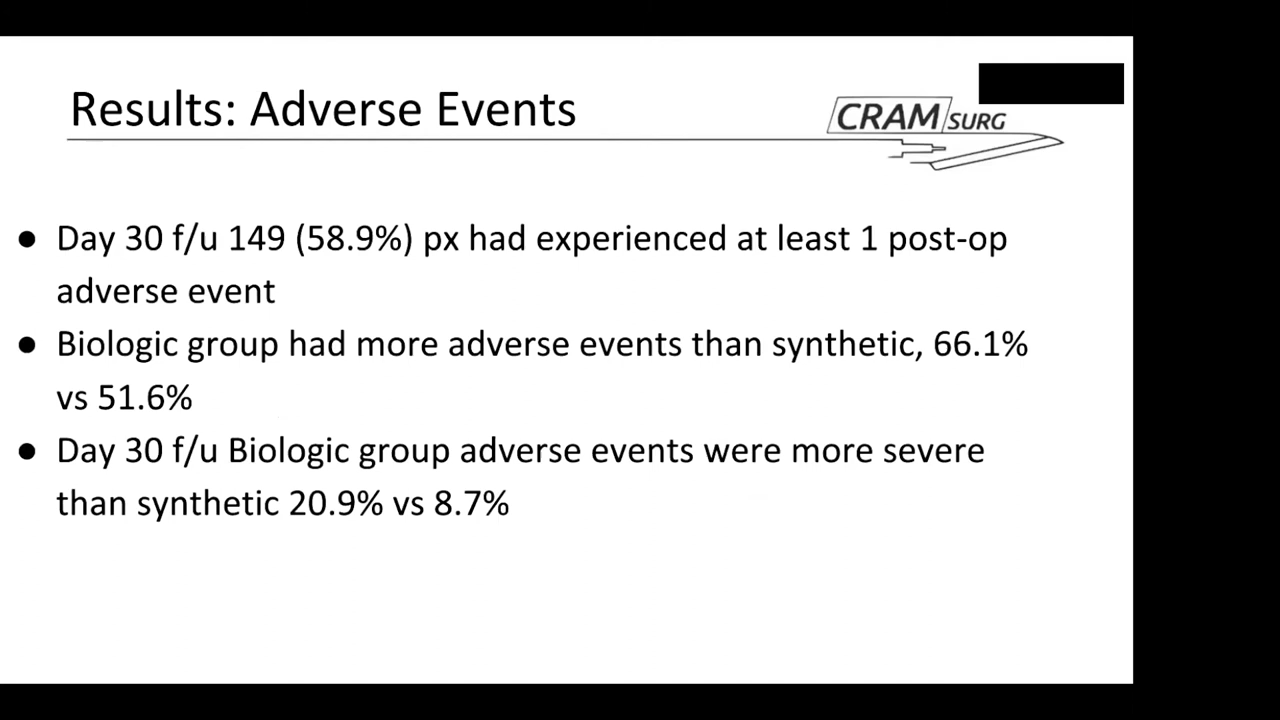 Results: Adverse Events
CRAM SURG
● Day 30 f/u 149 (58.9%) px had experienced at least 1 post-op
adverse event
● Biologic group had more adverse events than synthetic, 66.1%
vs 51.6%
● Day 30 f/u Biologic group adverse events were more severe
than synthetic 20.9% vs 8.7%